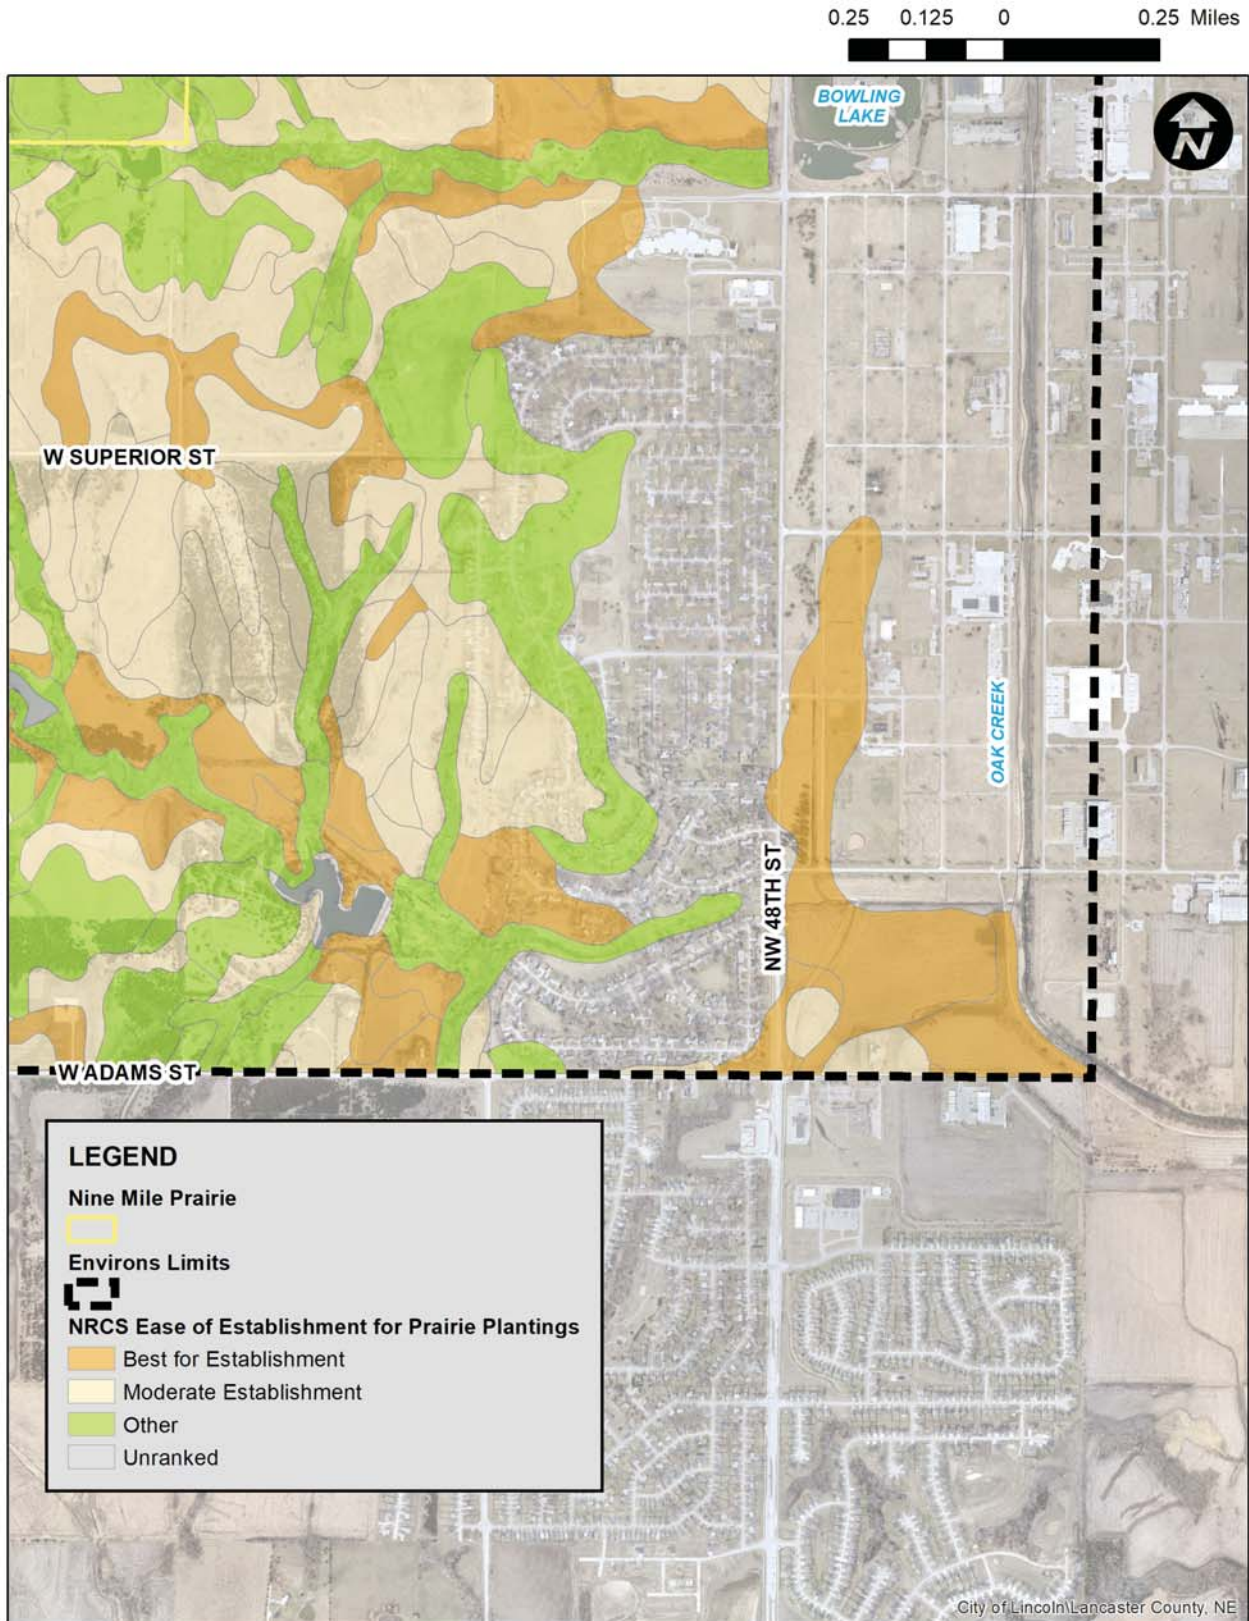 0.25 0.125 0 0.25 Miles
BOWLING
LAKE
N
W SUPERIOR ST
OAK CREEK
NW 48TH ST
W ADAMS ST
LEGEND
Nine Mile Prairie
Environs Limits
NRCS Ease of Establishment for Prairie Plantings
Best for Establishment
Moderate Establishment
Other
Unranked
City of Lincoln\Lancaster County, NE